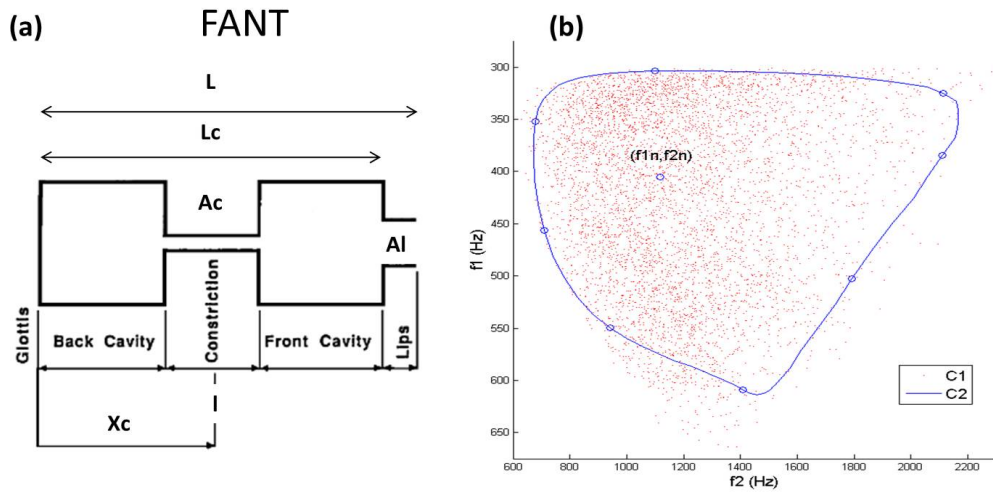 (a)
FANT
L
Lc
Ac
Al
Glottis
Back Cavity
Constriction
Front Cavity
Lips
Xc
(b)
300
350
400
450
500
550
600
650
f1 (Hz)
(f1n,f2n)
C1
C2
600
800
1000
1200
1400
1600
1800
2000
2200
f2 (Hz)